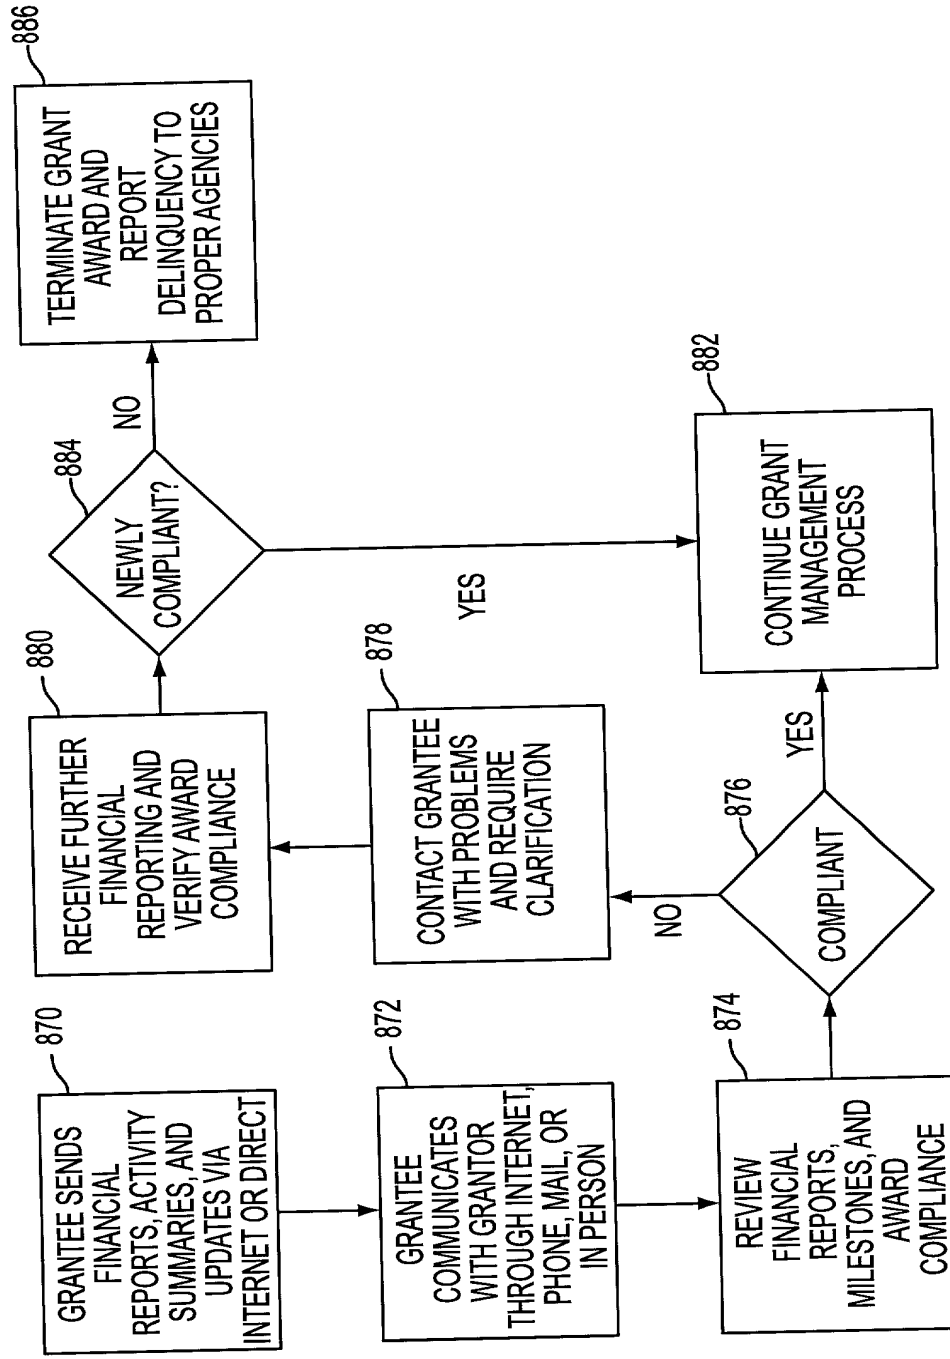 870
GRANTEE SENDS
FINANCIAL
REPORTS, ACTIVITY
SUMMARIES, AND
UPDATES VIA
INTERNET OR DIRECT
872
GRANTEE
COMMUNICATES
WITH GRANTOR
THROUGH INTERNET,
PHONE, MAIL, OR
IN PERSON
874
REVIEW
FINANCIAL
REPORTS,
MILESTONES, AND
AWARD
COMPLIANCE
876
COMPLIANT
NO
YES
878
CONTACT GRANTEE
WITH PROBLEMS
AND REQUIRE
CLARIFICATION
880
RECEIVE FURTHER
FINANCIAL
REPORTING AND
VERIFY AWARD
COMPLIANCE
884
NEWLY
COMPLIANT?
NO
YES
882
CONTINUE GRANT
MANAGEMENT
PROCESS
886
TERMINATE GRANT
AWARD AND
REPORT
DELINQUENCY TO
PROPER AGENCIES